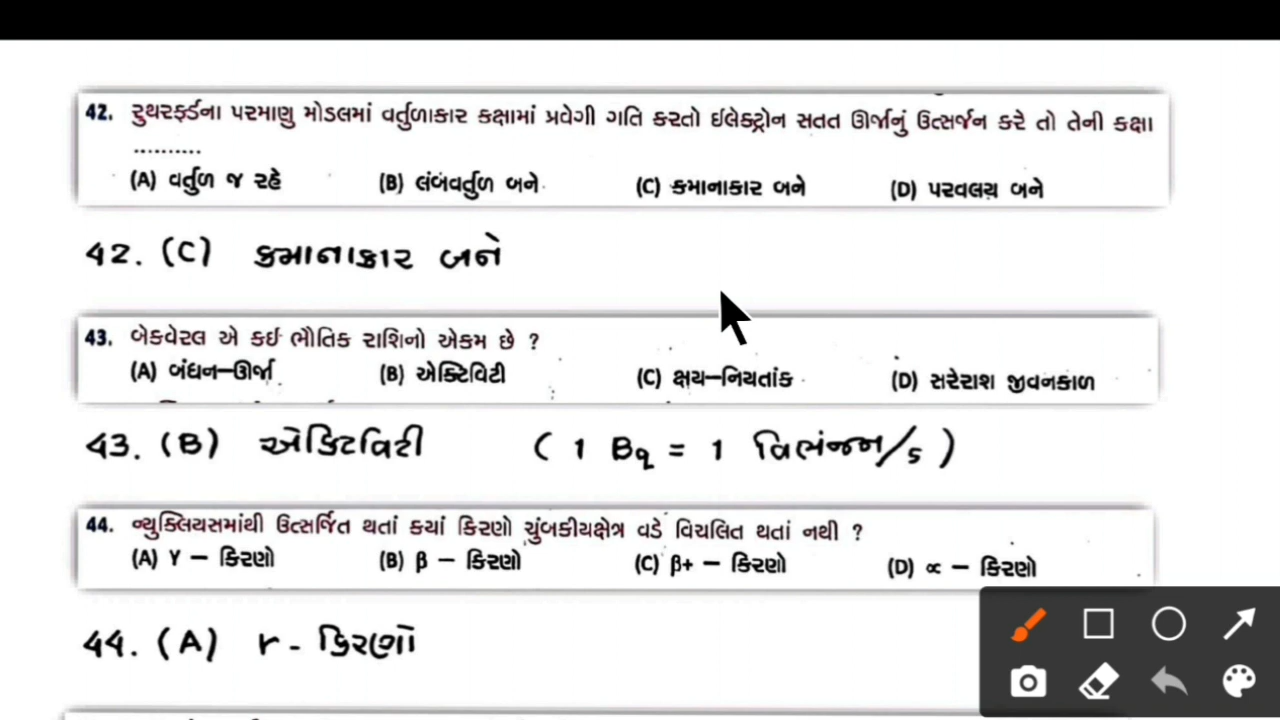 42. રુથરફર્ડના પરમાણુ મોડલમાં વર્તુળાકાર કક્ષામાં પ્રવેગી ગતિ કરતો ઈલેક્ટ્રોન સતત ઊર્જાનું ઉત્સર્જન કરે તો તેની કક્ષા
..........
(A) વર્તુળ જ રહે (B) લંબવર્તુળ બને (C) કમાનાકાર બને (D) પરવલય બને
42. (C) કમાનાકાર બને
43. બેકવેરલ એ કઈ ભૌતિક રાશિનો એકમ છે ?
(A) બંધન–ઊર્જા (B) એક્ટિવિટી (C) ક્ષય–નિયતાંક (D) સરેરાશ જીવનકાળ
43. (B) એક્ટિવિટી ( 1 Bq = 1 વિભંજન/s )
44. ન્યુક્લિયસમાંથી ઉત્સર્જિત થતાં કયાં કિરણો ચુંબકીયક્ષેત્ર વડે વિચલિત થતાં નથી ?
(A) Y – કિરણો (B) β – કિરણો (C) β+ – કિરણો (D) ∝ – કિરણો
44. (A) r - કિરણો